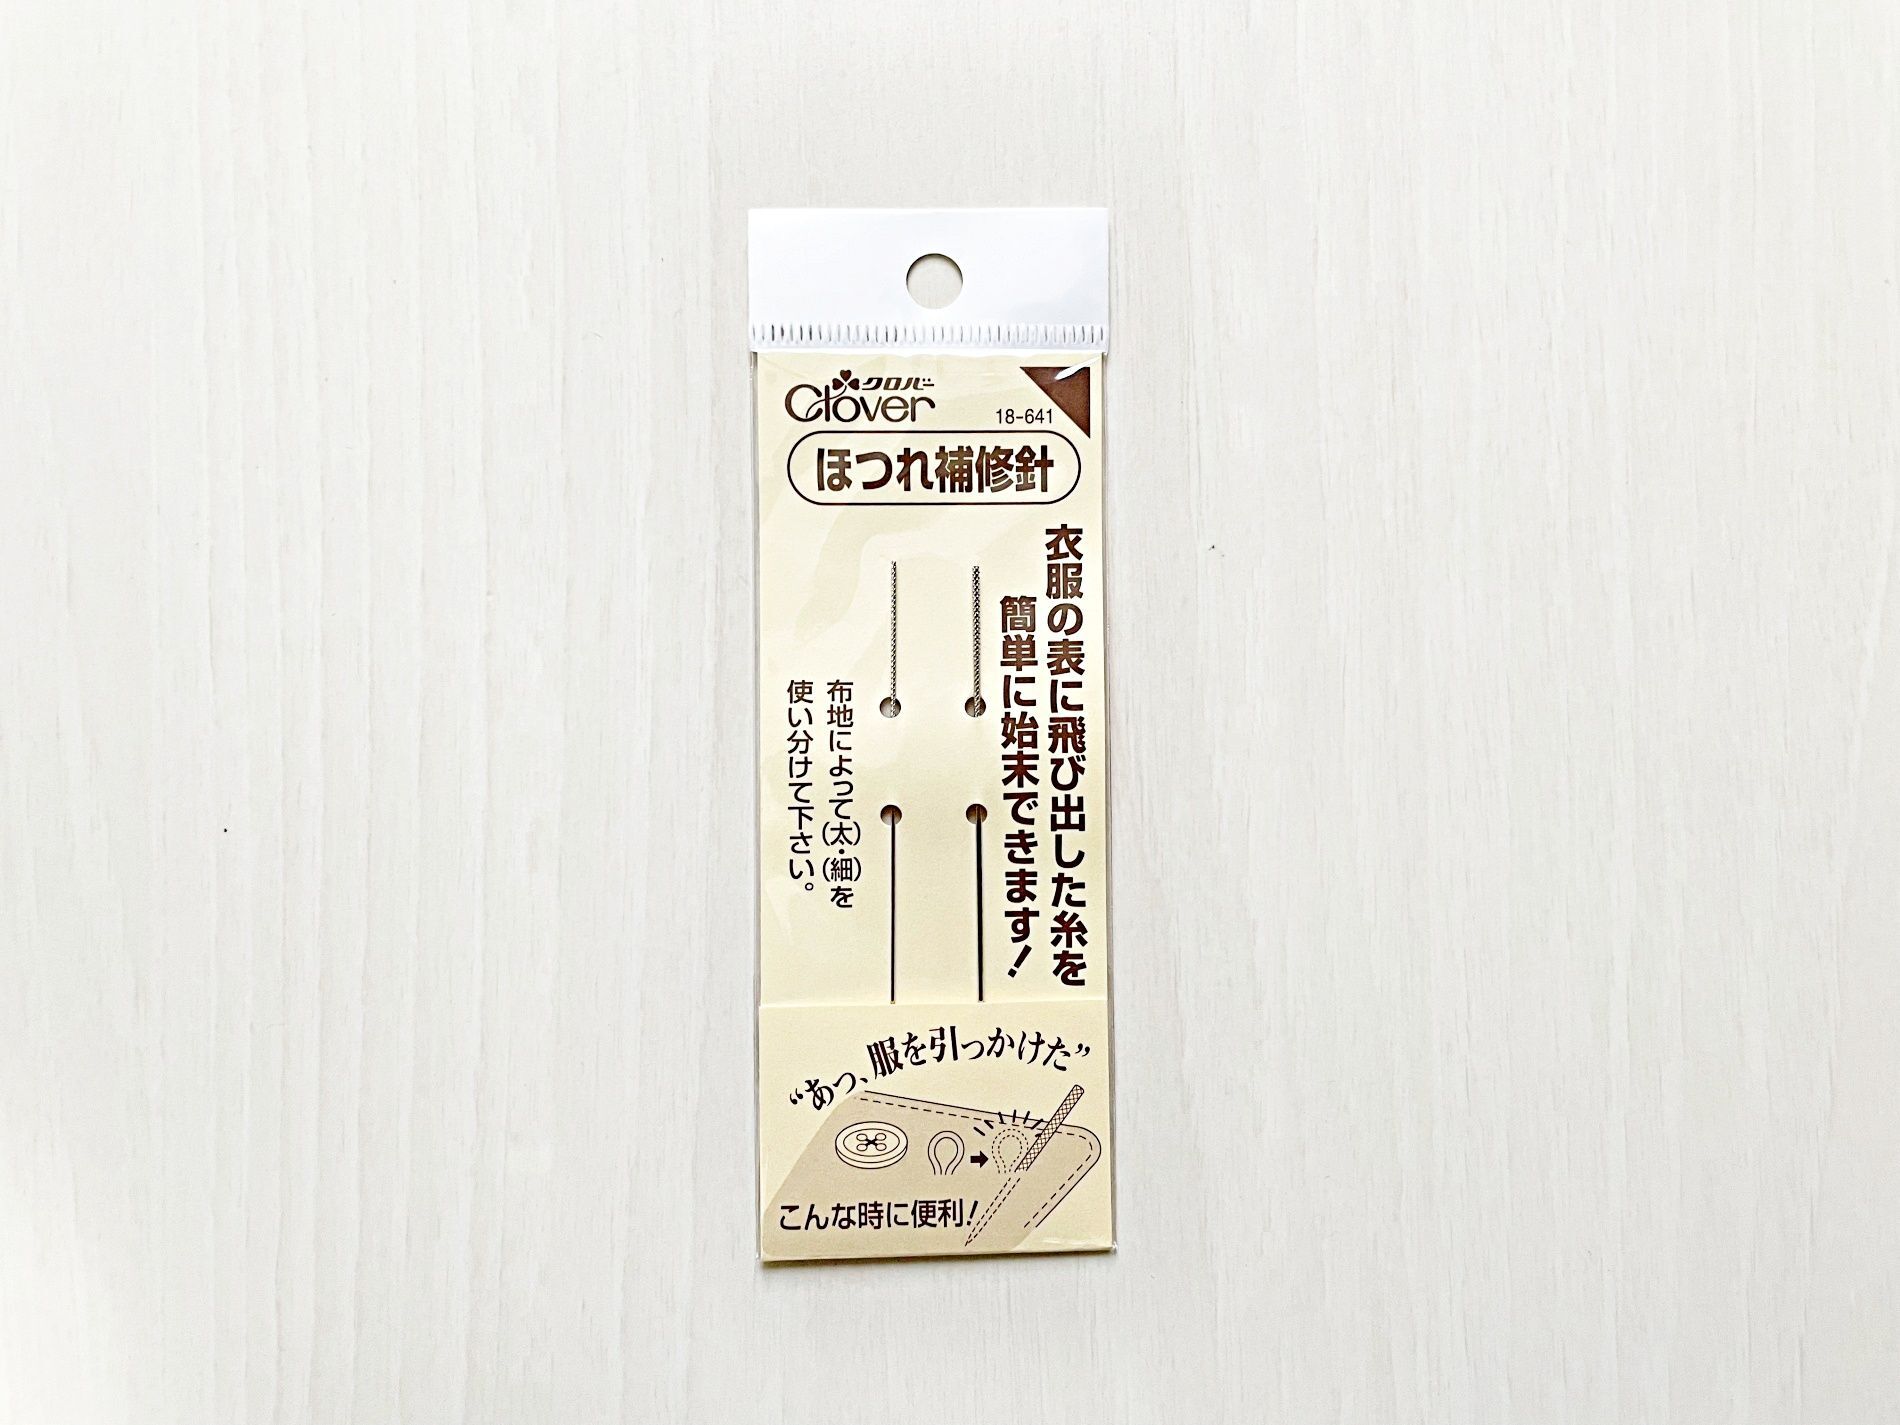 クロバー
Clover
18-641
ほつれ補修針
衣服の表に飛び出した糸を
簡単に始末できます!
布地によって(太・細)を
使い分けて下さい。
“あっ、服を引っかけた”
こんな時に便利!